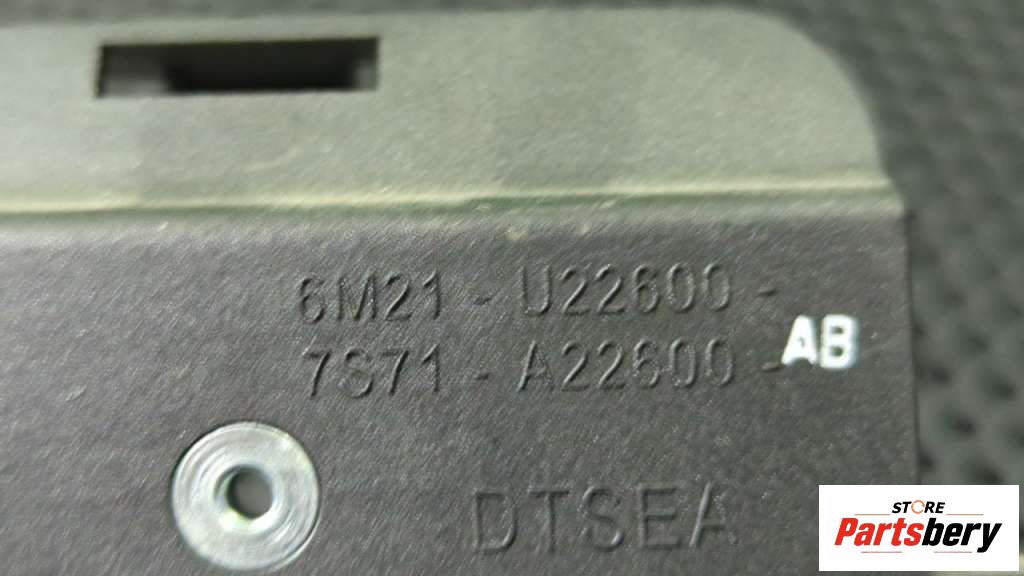 6M21 - U22600 -
7S71 - A22600 - AB
DTSEA
STORE
Partsbery